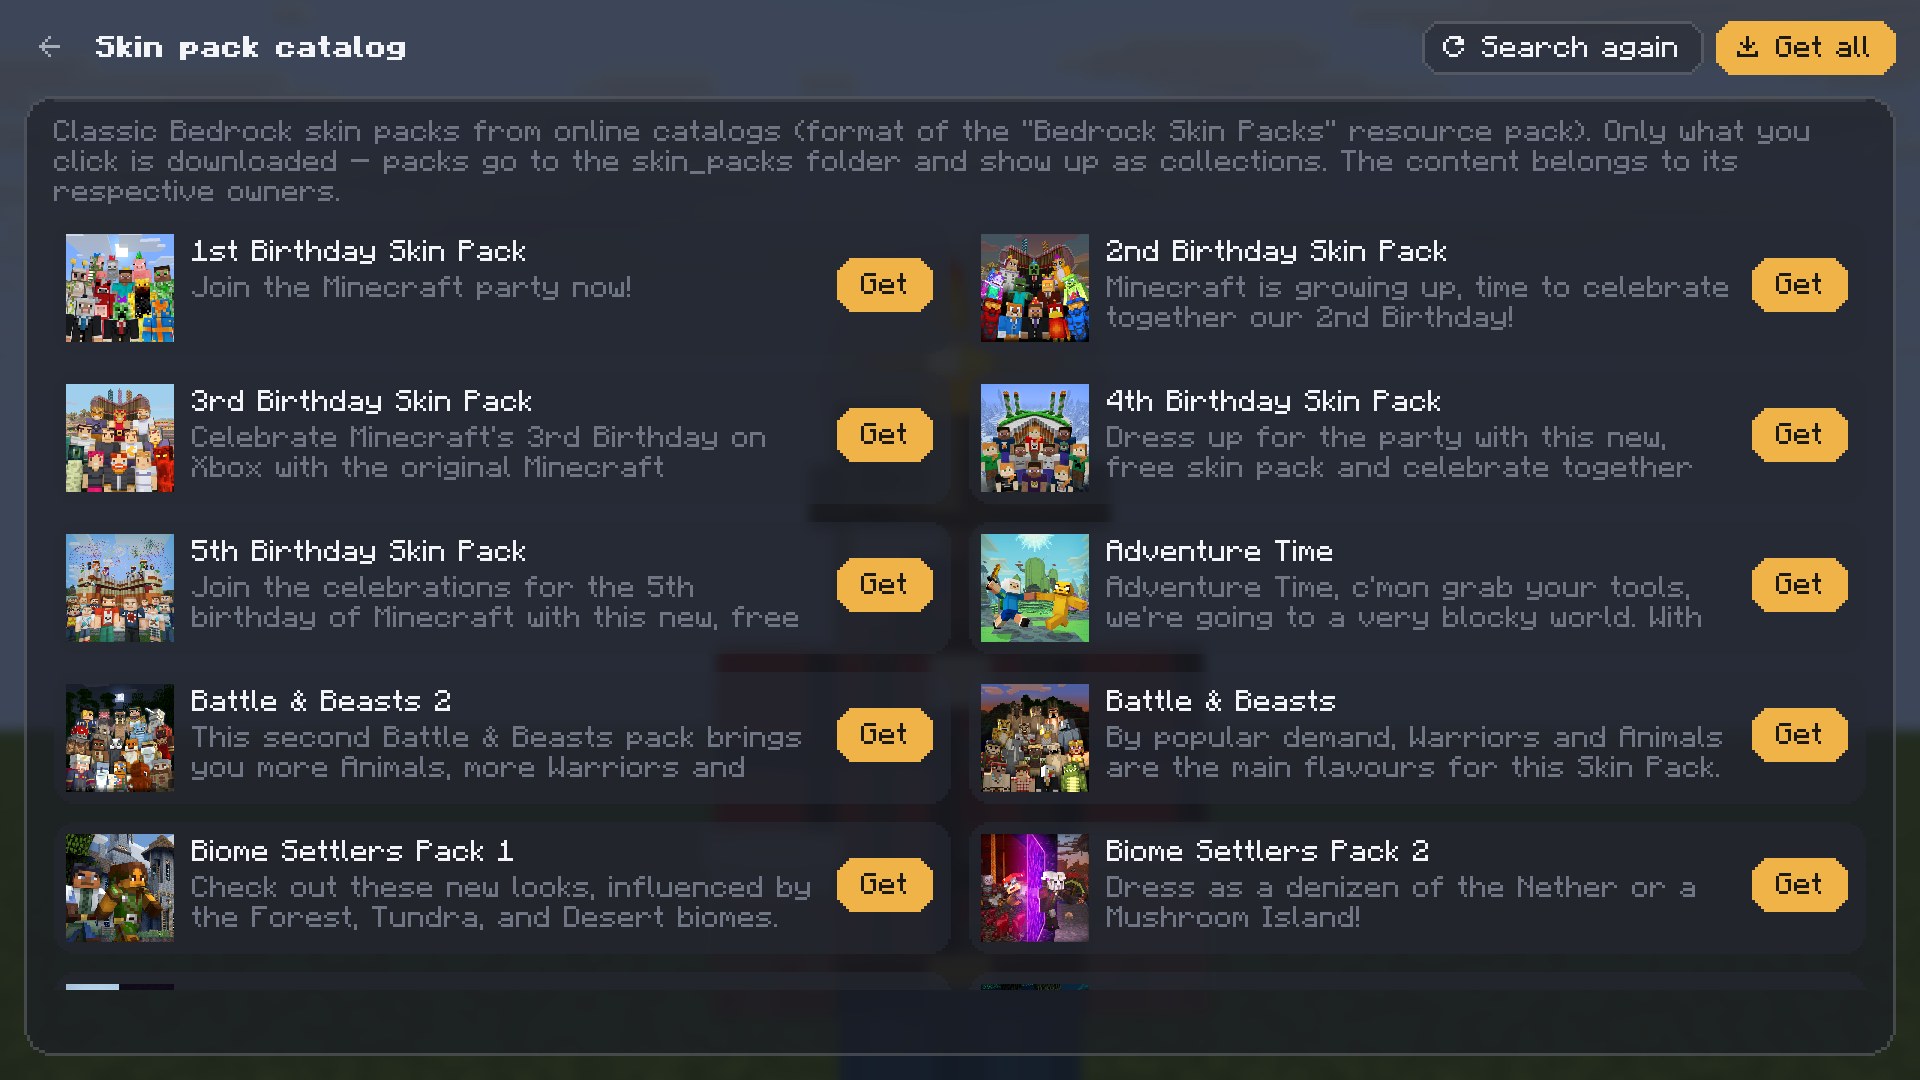 Skin pack catalog
Search again
Get all
Classic Bedrock skin packs from online catalogs (format of the "Bedrock Skin Packs" resource pack). Only what you
click is downloaded — packs go to the skin_packs folder and show up as collections. The content belongs to its
respective owners.
1st Birthday Skin Pack
Join the Minecraft party now!
Get
2nd Birthday Skin Pack
Minecraft is growing up, time to celebrate
together our 2nd Birthday!
Get
3rd Birthday Skin Pack
Celebrate Minecraft's 3rd Birthday on
Xbox with the original Minecraft
Get
4th Birthday Skin Pack
Dress up for the party with this new,
free skin pack and celebrate together
Get
5th Birthday Skin Pack
Join the celebrations for the 5th
birthday of Minecraft with this new, free
Get
Adventure Time
Adventure Time, c'mon grab your tools,
we're going to a very blocky world. With
Get
Battle & Beasts 2
This second Battle & Beasts pack brings
you more Animals, more Warriors and
Get
Battle & Beasts
By popular demand, Warriors and Animals
are the main flavours for this Skin Pack.
Get
Biome Settlers Pack 1
Check out these new looks, influenced by
the Forest, Tundra, and Desert biomes.
Get
Biome Settlers Pack 2
Dress as a denizen of the Nether or a
Mushroom Island!
Get